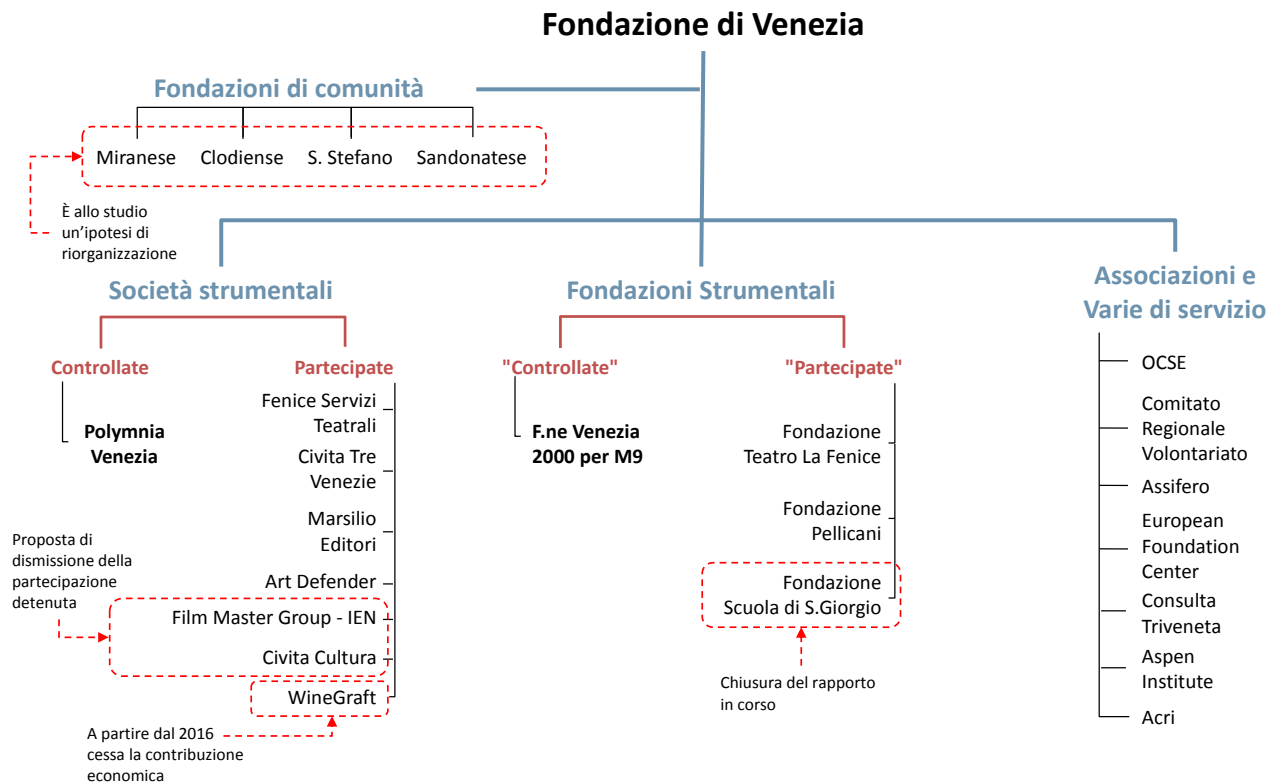 Fondazione di Venezia
Fondazioni di comunità
Miranese
Clodiense
S. Stefano
Sandonatese
È allo studio
un'ipotesi di
riorganizzazione
Società strumentali
Controllate
Polymnia
Venezia
Partecipate
Fenice Servizi
Teatrali
Civita Tre
Venezie
Marsilio
Editori
Art Defender
Film Master Group - IEN
Civita Cultura
WineGraft
Proposta di
dismissione della
partecipazione
detenuta
A partire dal 2016
cessa la contribuzione
economica
Fondazioni Strumentali
"Controllate"
F.ne Venezia
2000 per M9
"Partecipate"
Fondazione
Teatro La Fenice
Fondazione
Pellicani
Fondazione
Scuola di S.Giorgio
Chiusura del rapporto
in corso
Associazioni e
Varie di servizio
OCSE
Comitato
Regionale
Volontariato
Assifero
European
Foundation
Center
Consulta
Triveneta
Aspen
Institute
Acri